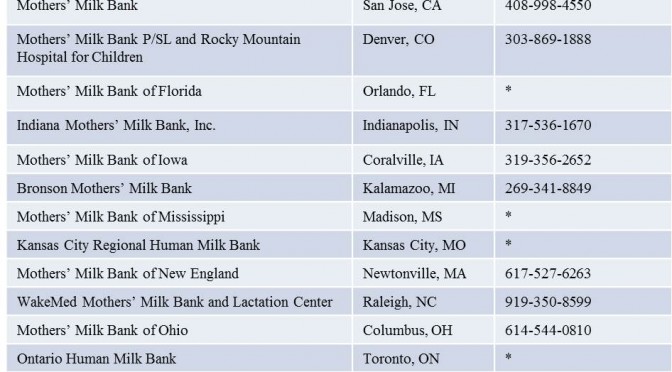 Mothers' Milk Bank San Jose, CA 408-998-4550
Mothers' Milk Bank P/SL and Rocky Mountain Denver, CO 303-869-1888
Hospital for Children
Mothers' Milk Bank of Florida Orlando, FL *
Indiana Mothers' Milk Bank, Inc. Indianapolis, IN 317-536-1670
Mothers' Milk Bank of Iowa Coralville, IA 319-356-2652
Bronson Mothers' Milk Bank Kalamazoo, MI 269-341-8849
Mothers' Milk Bank of Mississippi Madison, MS *
Kansas City Regional Human Milk Bank Kansas City, MO *
Mothers' Milk Bank of New England Newtonville, MA 617-527-6263
WakeMed Mothers' Milk Bank and Lactation Center Raleigh, NC 919-350-8599
Mothers' Milk Bank of Ohio Columbus, OH 614-544-0810
Ontario Human Milk Bank Toronto, ON *